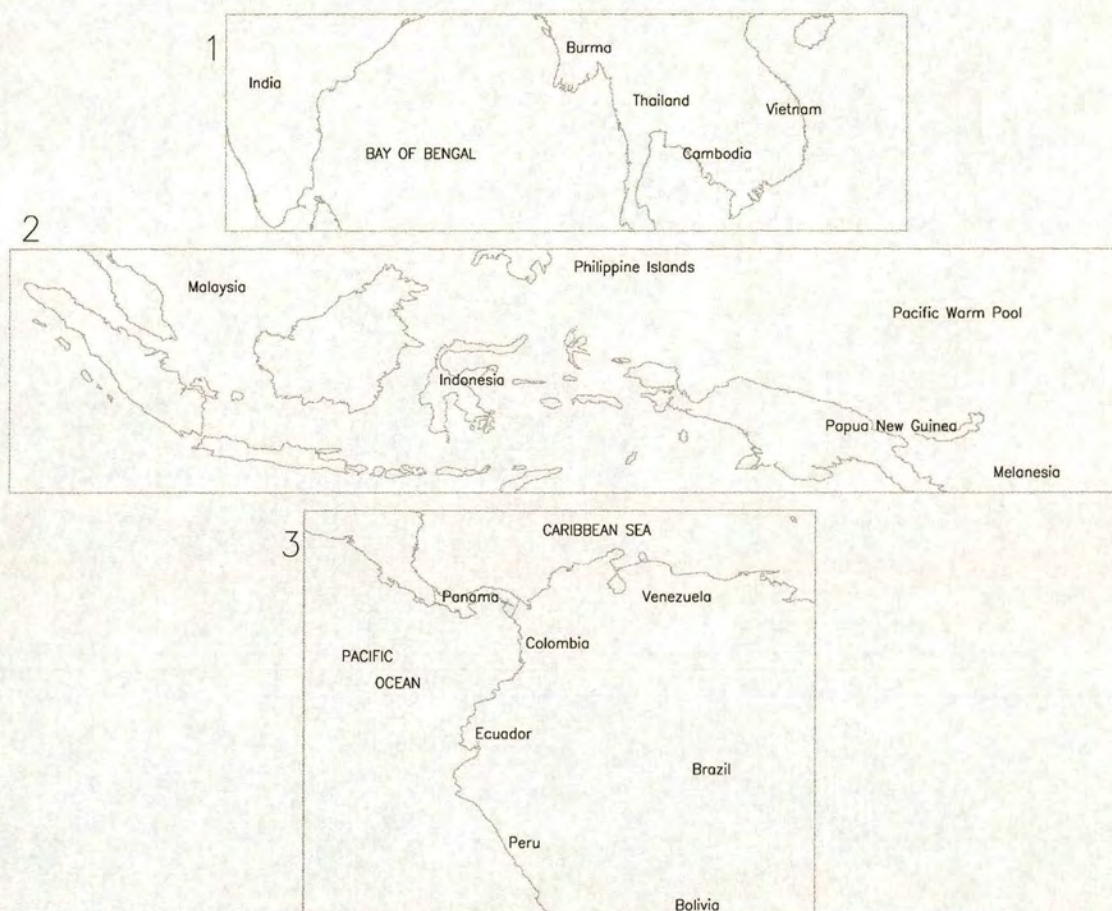 1
Burma
India
Thailand
Vietnam
BAY OF BENGAL
Cambodia
2
Philippine Islands
Malaysia
Pacific Warm Pool
Indonesia
Papua New Guinea
Melanesia
3
CARIBBEAN SEA
Panama
Venezuela
Colombia
PACIFIC
OCEAN
Ecuador
Brazil
Peru
Bolivia